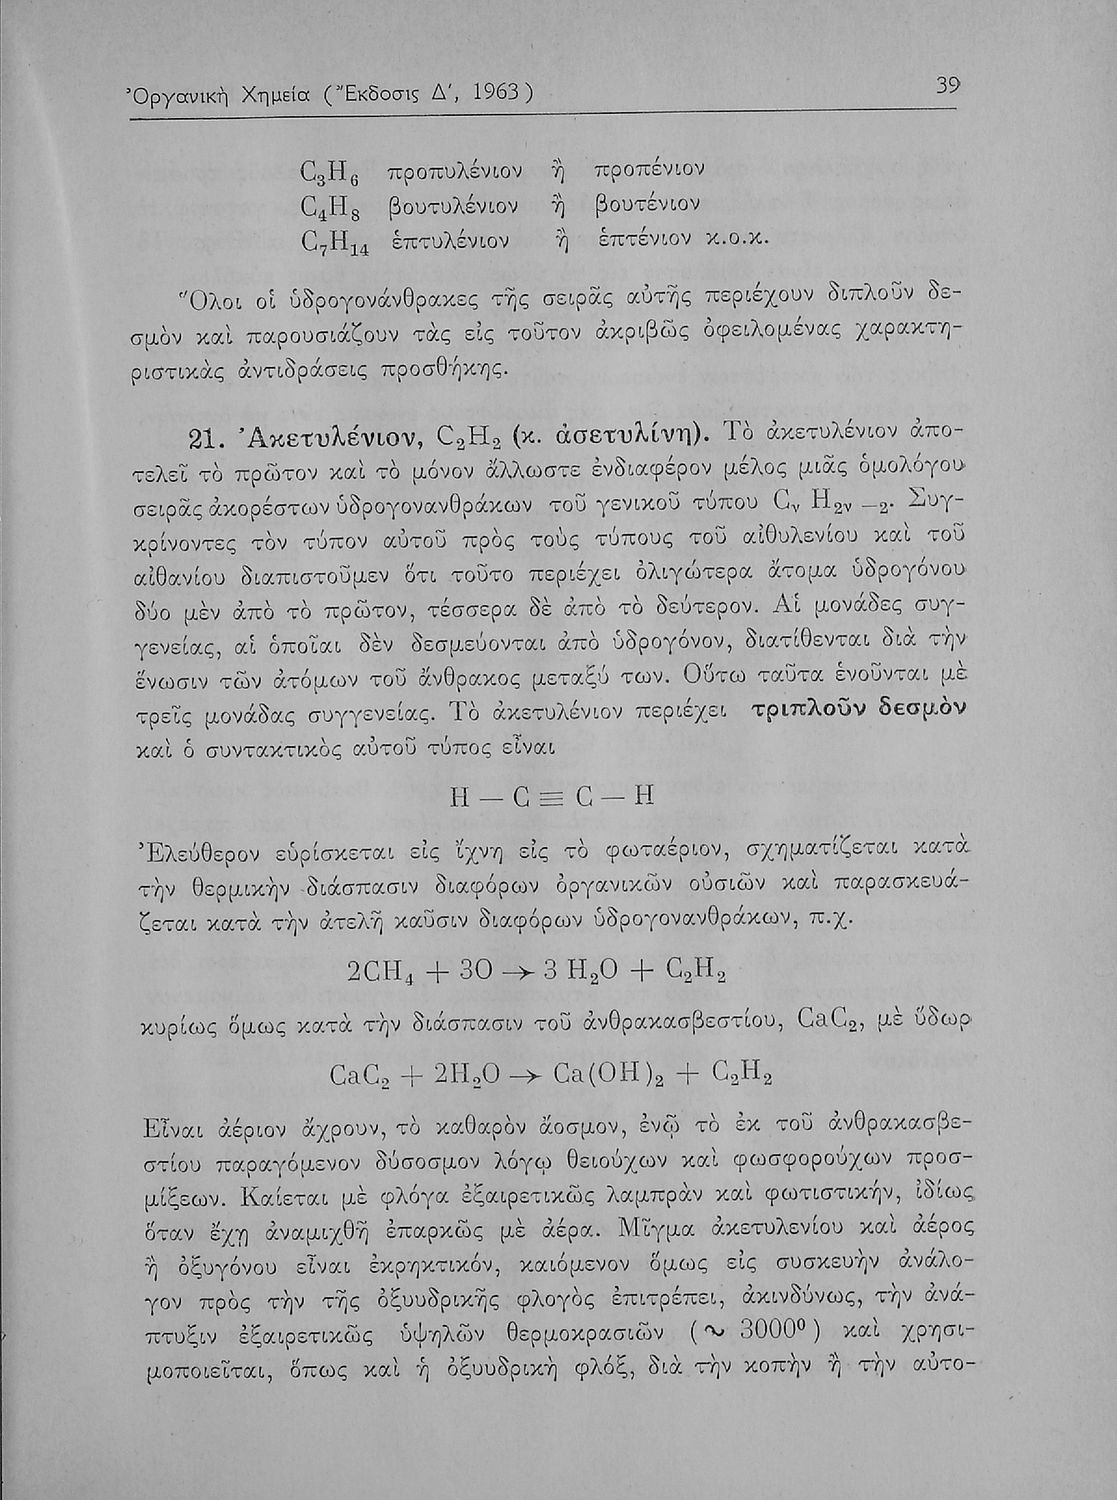 Ὀργανικὴ Χημεία (Ἔκδοσις Δ', 1963) 39
C₃H₆ προπυλένιον ἢ προπένιον
C₄H₈ βουτυλένιον ἢ βουτένιον
C₇H₁₄ ἑπτυλένιον ἢ ἑπτένιον κ.ο.κ.
Ὅλοι οἱ ὑδρογονάνθρακες τῆς σειρᾶς αὐτῆς περιέχουν διπλοῦν δε-
σμὸν καὶ παρουσιάζουν τὰς εἰς τοῦτον ἀκριβῶς ὀφειλομένας χαρακτη-
ριστικὰς ἀντιδράσεις προσθήκης.
21. Ἀκετυλένιον, C₂H₂ (κ. ἀσετυλίνη). Τὸ ἀκετυλένιον ἀπο-
τελεῖ τὸ πρῶτον καὶ τὸ μόνον ἄλλωστε ἐνδιαφέρον μέλος μιᾶς ὁμολόγου
σειρᾶς ἀκορέστων ὑδρογονανθράκων τοῦ γενικοῦ τύπου Cᵥ H₂ᵥ ₋₂. Συγ-
κρίνοντες τὸν τύπον αὐτοῦ πρὸς τοὺς τύπους τοῦ αἰθυλενίου καὶ τοῦ
αἰθανίου διαπιστοῦμεν ὅτι τοῦτο περιέχει ὀλιγώτερα ἄτομα ὑδρογόνου
δύο μὲν ἀπὸ τὸ πρῶτον, τέσσερα δὲ ἀπὸ τὸ δεύτερον. Αἱ μονάδες συγ-
γενείας, αἱ ὁποῖαι δὲν δεσμεύονται ἀπὸ ὑδρογόνον, διατίθενται διὰ τὴν
ἕνωσιν τῶν ἀτόμων τοῦ ἄνθρακος μεταξύ των. Οὕτω ταῦτα ἑνοῦνται μὲ
τρεῖς μονάδας συγγενείας. Τὸ ἀκετυλένιον περιέχει τριπλοῦν δεσμὸν
καὶ ὁ συντακτικὸς αὐτοῦ τύπος εἶναι
H — C ≡ C — H
Ἐλεύθερον εὑρίσκεται εἰς ἴχνη εἰς τὸ φωταέριον, σχηματίζεται κατὰ
τὴν θερμικὴν διάσπασιν διαφόρων ὀργανικῶν οὐσιῶν καὶ παρασκευά-
ζεται κατὰ τὴν ἀτελῆ καῦσιν διαφόρων ὑδρογονανθράκων, π.χ.
2CH₄ + 3O → 3 H₂O + C₂H₂
κυρίως ὅμως κατὰ τὴν διάσπασιν τοῦ ἀνθρακασβεστίου, CaC₂, μὲ ὕδωρ
CaC₂ + 2H₂O → Ca(OH)₂ + C₂H₂
Εἶναι ἀέριον ἄχρουν, τὸ καθαρὸν ἄοσμον, ἐνῷ τὸ ἐκ τοῦ ἀνθρακασβε-
στίου παραγόμενον δύσοσμον λόγῳ θειούχων καὶ φωσφορούχων προσ-
μίξεων. Καίεται μὲ φλόγα ἐξαιρετικῶς λαμπρὰν καὶ φωτιστικήν, ἰδίως
ὅταν ἔχῃ ἀναμιχθῆ ἐπαρκῶς μὲ ἀέρα. Μῖγμα ἀκετυλενίου καὶ ἀέρος
ἢ ὀξυγόνου εἶναι ἐκρηκτικόν, καιόμενον ὅμως εἰς συσκευὴν ἀνάλο-
γον πρὸς τὴν τῆς ὀξυυδρικῆς φλογὸς ἐπιτρέπει, ἀκινδύνως, τὴν ἀνά-
πτυξιν ἐξαιρετικῶς ὑψηλῶν θερμοκρασιῶν (∼ 3000⁰) καὶ χρησι-
μοποιεῖται, ὅπως καὶ ἡ ὀξυυδρικὴ φλόξ, διὰ τὴν κοπὴν ἢ τὴν αὐτο-